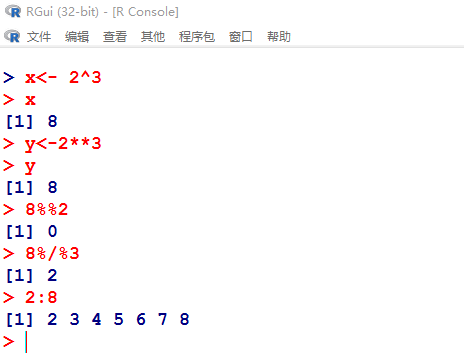 RGui (32-bit) - [R Console]
文件 编辑 查看 其他 程序包 窗口 帮助
> x<- 2^3
> x
[1] 8
> y<-2**3
> y
[1] 8
> 8%%2
[1] 0
> 8%/%3
[1] 2
> 2:8
[1] 2 3 4 5 6 7 8
>